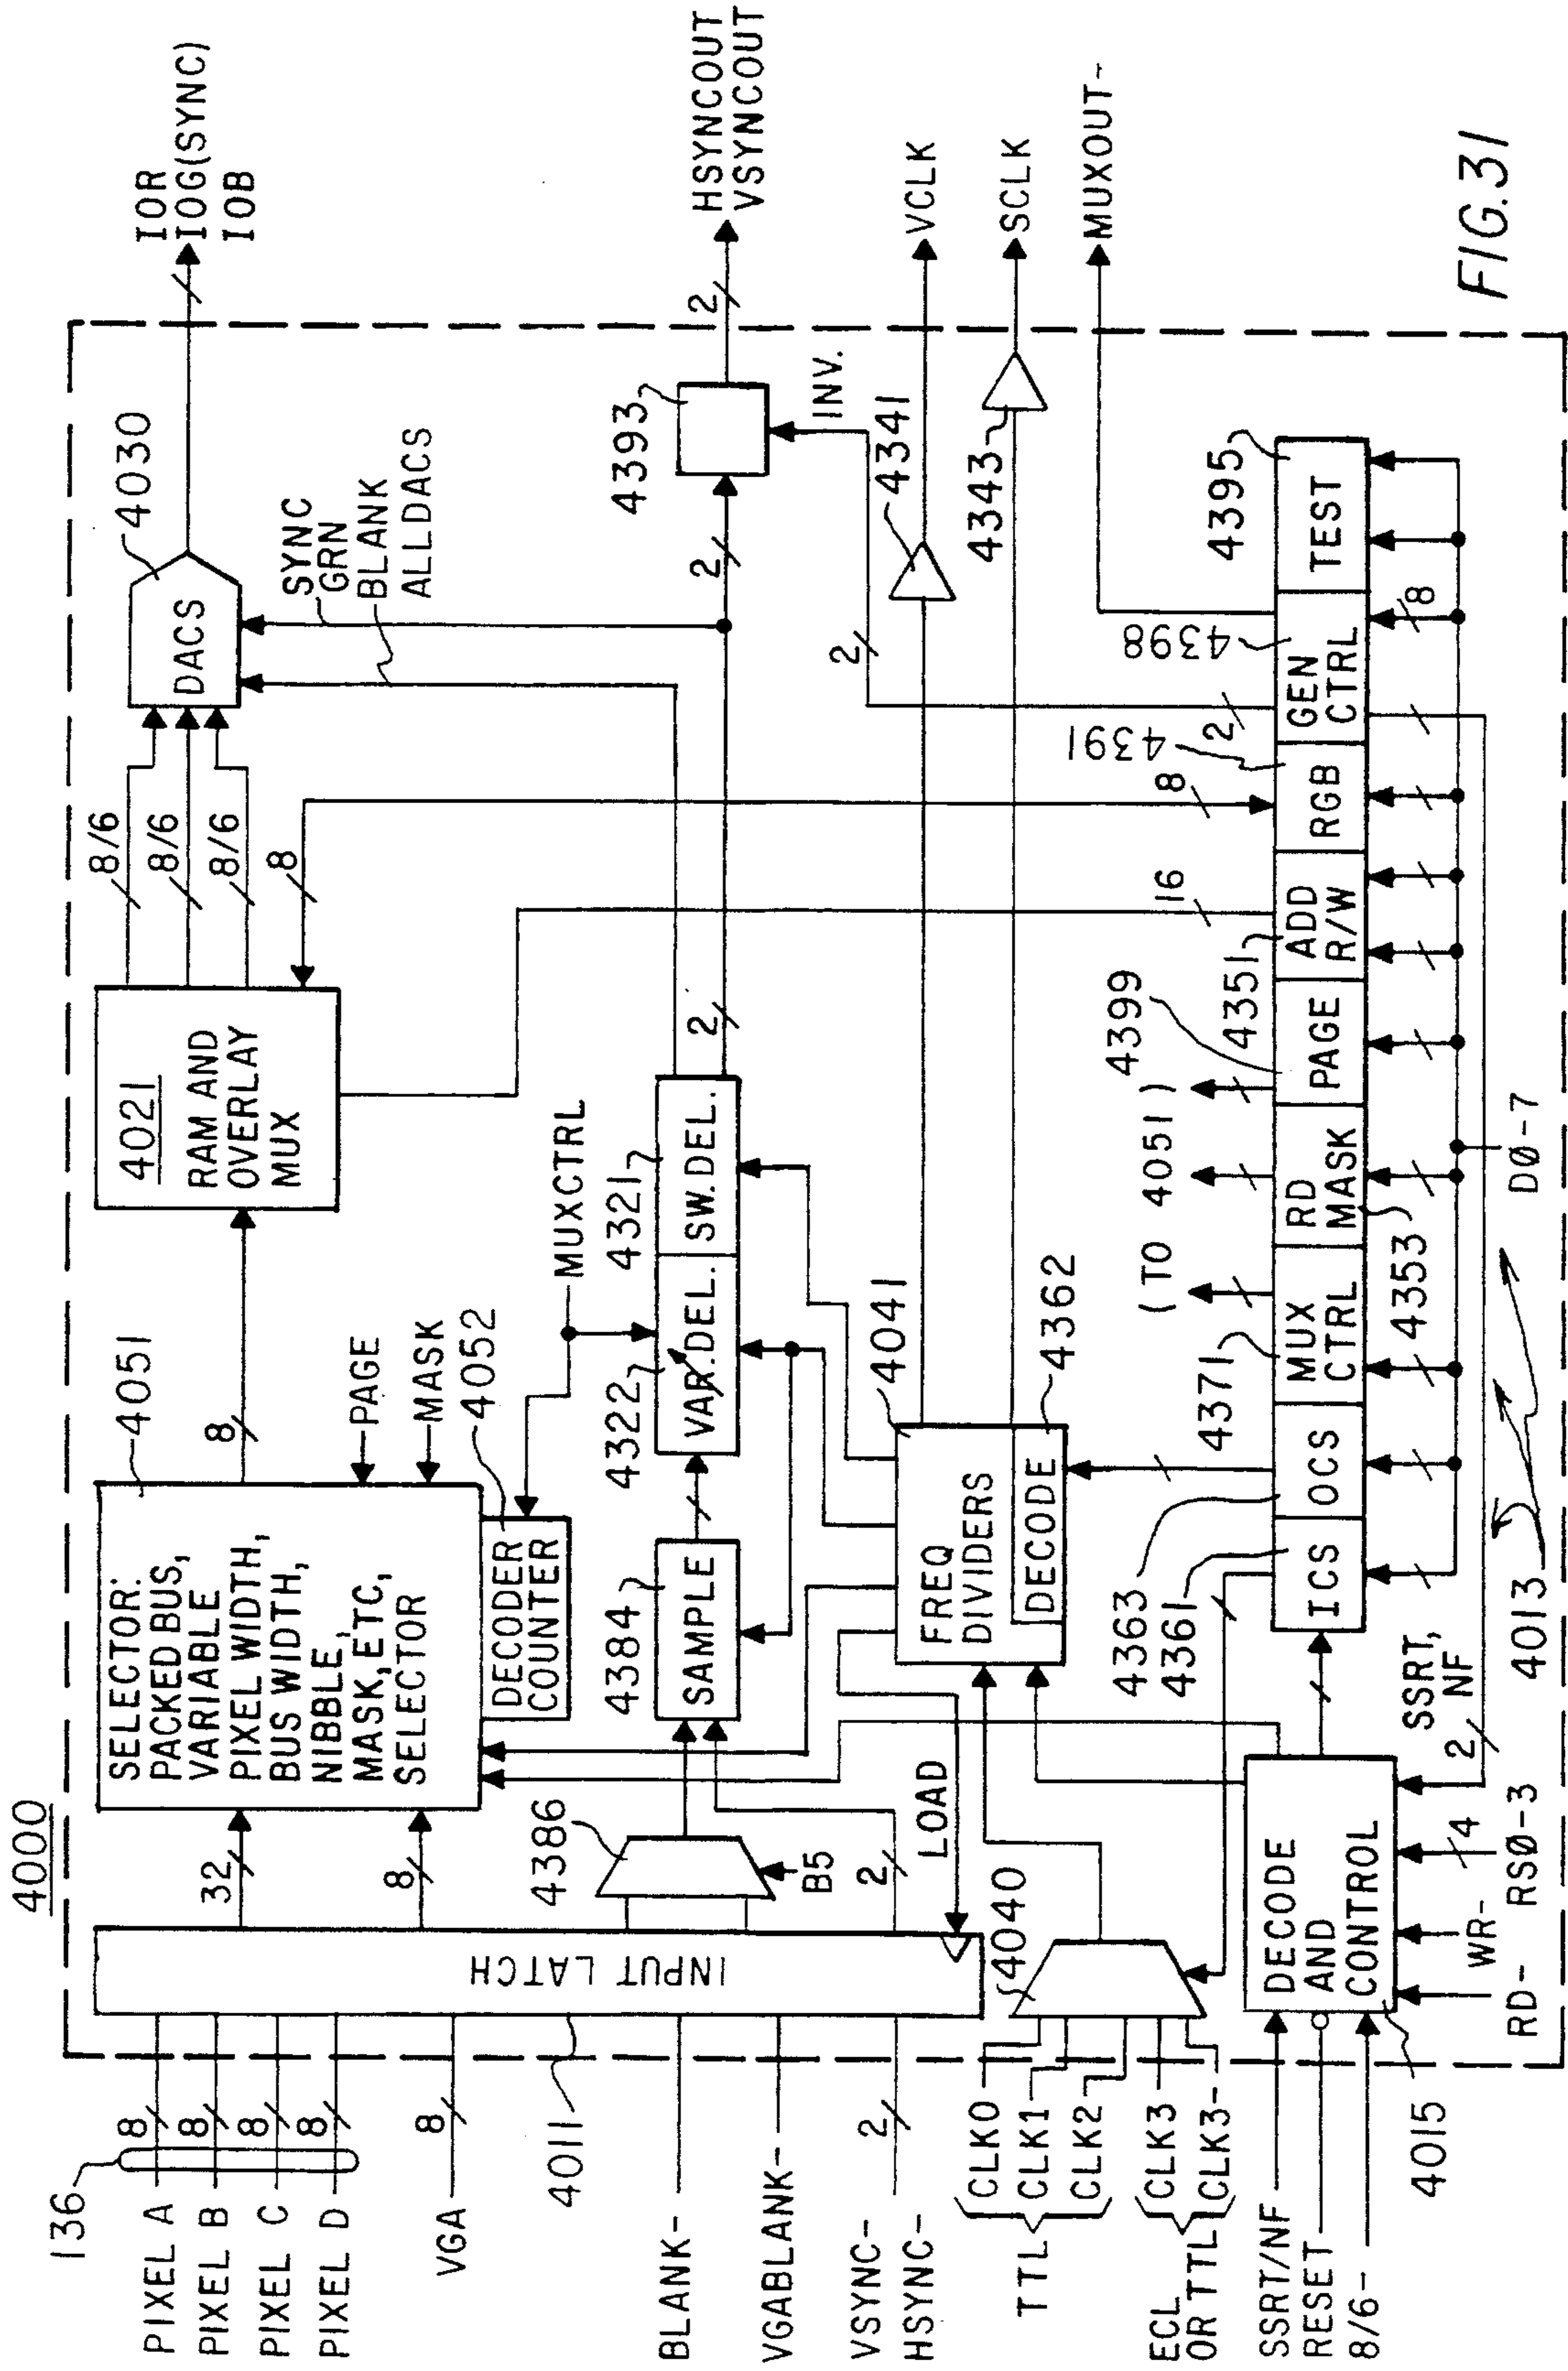 4000
136
PIXEL A
PIXEL B
PIXEL C
PIXEL D
8
8
8
8
VGA
8
4011
BLANK-
VGABLANK-
VSYNC-
HSYNC-
2
TTL
CLK0
CLK1
CLK2
ECL
OR TTL
CLK3
CLK3-
SSRT/NF
RESET
8/6-
4015
INPUT LATCH
32
8
4386
B5
2
LOAD
4040
DECODE
AND
CONTROL
RD-
WR-
4
RSØ-3
2
SSRT,
NF
SELECTOR:
PACKED BUS,
VARIABLE
PIXEL WIDTH,
BUS WIDTH,
NIBBLE,
MASK, ETC,
SELECTOR
4051
8
PAGE
MASK
DECODER
COUNTER
4052
MUXCTRL
4384
SAMPLE
4322
VAR. DEL.
4321
SW. DEL.
2
FREQ
DIVIDERS
4041
DECODE
4362
4021
RAM AND
OVERLAY
MUX
8/6
8/6
8/6
8
DACS
4030
SYNC
GRN
BLANK
ALLDACS
IOR
IOG(SYNC)
IOB
2
4393
INV.
2
HSYNCOUT
VSYNCOUT
4341
VCLK
4343
SCLK
MUXOUT-
2
2
8
16
4363
4361
ICS
OCS
4371
MUX
CTRL
4353
RD
MASK
(TO 4051)
4399
PAGE
4351
ADD
R/W
4391
RGB
4398
GEN
CTRL
8
4395
TEST
4013
DØ-7
FIG.31